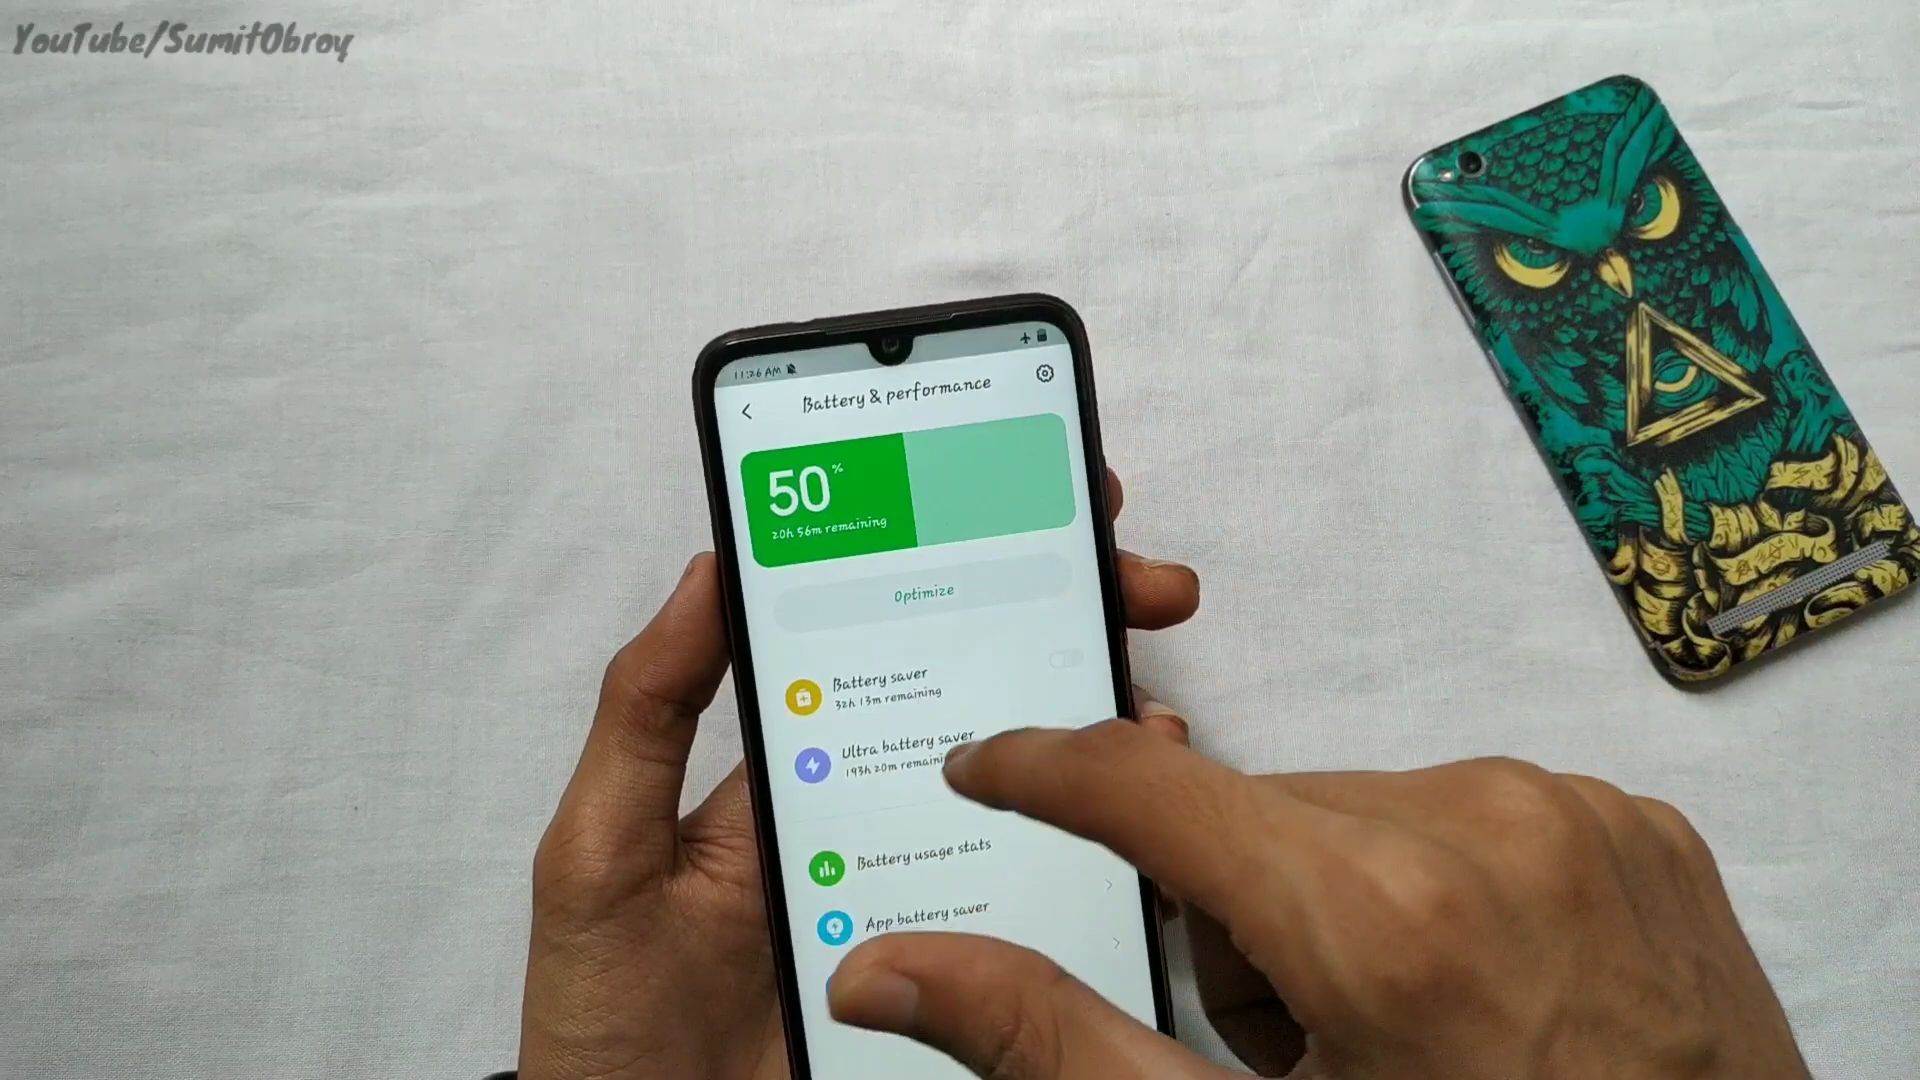 YouTube/SumitObroy
11:26 AM
Battery & performance
50%
20h 56m remaining
Optimize
Battery saver
32h 13m remaining
Ultra battery saver
193h 20m
Battery usage stats
App battery saver